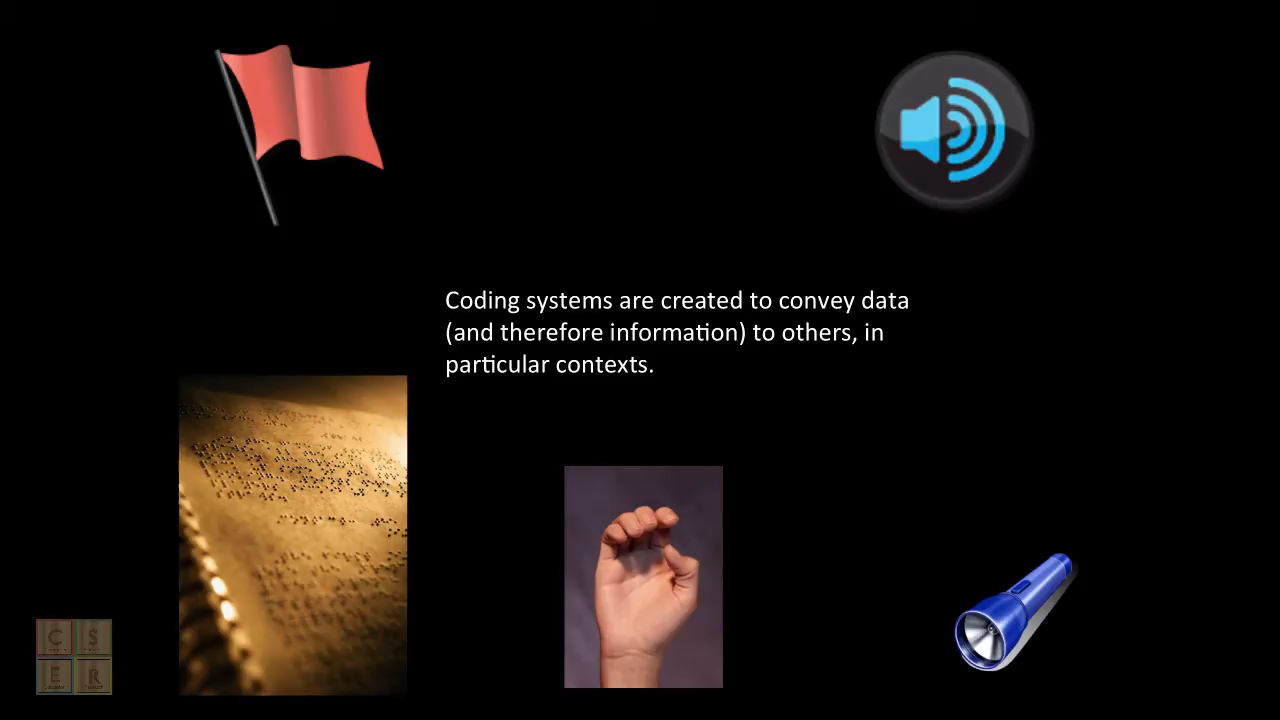 Coding systems are created to convey data
(and therefore information) to others, in
particular contexts.
C S
E R